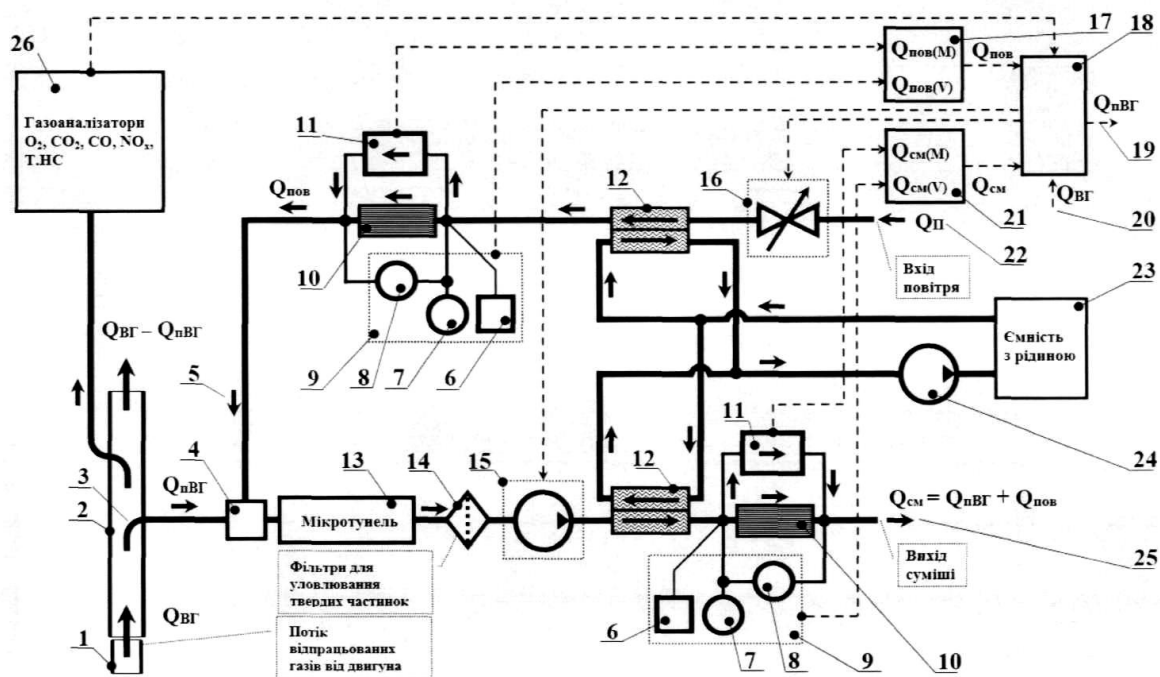 26
Газоаналізатори
O₂, CO₂, CO, NOₓ,
T.HC
17
18
Qпов(M)
Qпов
Qпов(V)
QпВГ
19
Qсм(M)
Qсм(V)
Qсм
21
QВГ
20
11
Qпов
10
9
8
7
6
12
16
QП
22
Вхід
повітря
23
Ємність
з рідиною
24
QВГ – QпВГ
5
4
3
2
QпВГ
13
Мікротунель
14
15
12
11
Qсм = QпВГ + Qпов
25
Вихід
суміші
Фільтри для
уловлювання
твердих частинок
QВГ
1
Потік
відпрацьованих
газів від двигуна
6
7
8
9
10